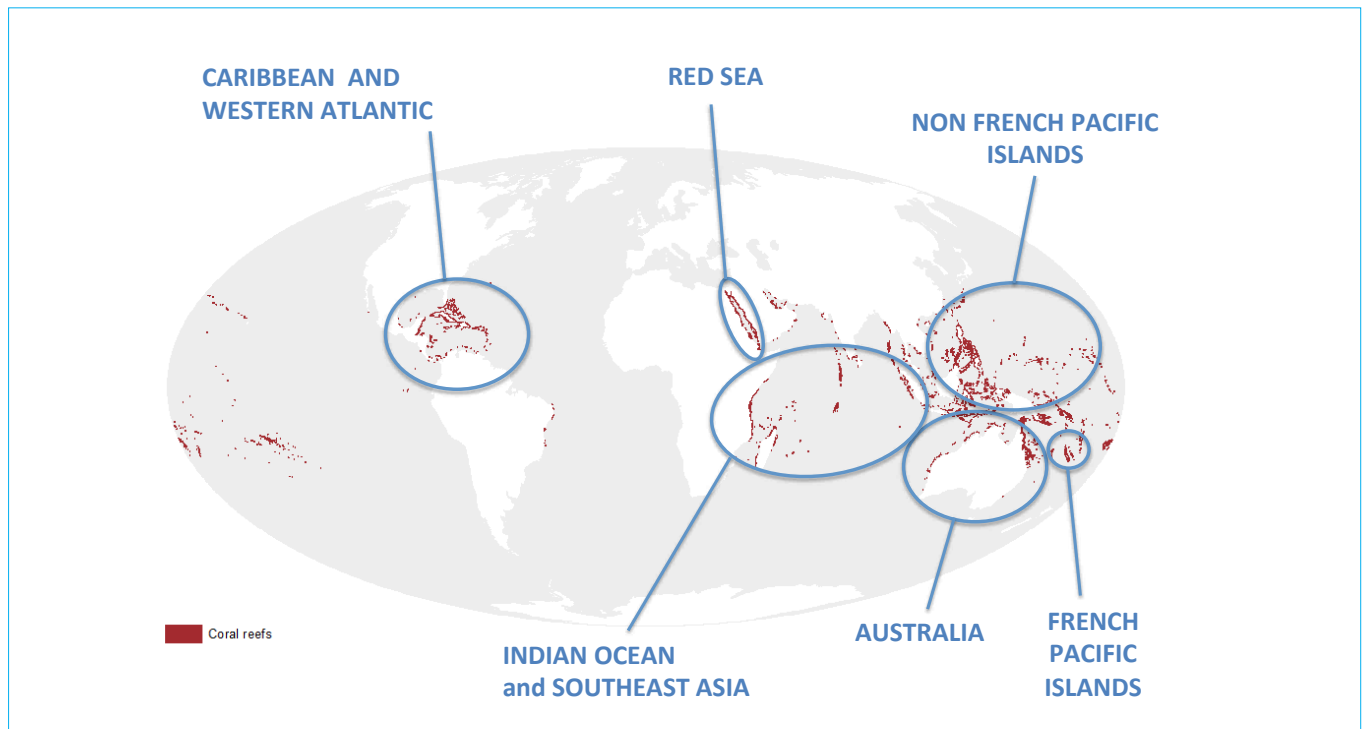 CARIBBEAN AND
WESTERN ATLANTIC
RED SEA
NON FRENCH PACIFIC
ISLANDS
Coral reefs
INDIAN OCEAN
and SOUTHEAST ASIA
AUSTRALIA
FRENCH
PACIFIC
ISLANDS